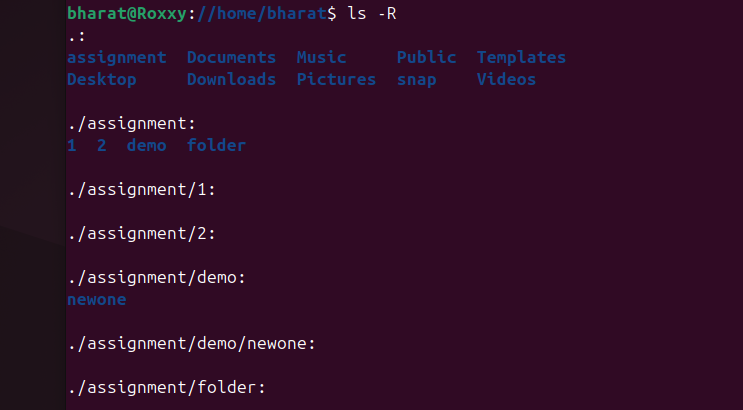 bharat@Roxxy://home/bharat$ ls -R
.:
assignment  Documents  Music     Public  Templates
Desktop     Downloads  Pictures  snap    Videos
./assignment:
1  2  demo  folder
./assignment/1:
./assignment/2:
./assignment/demo:
newone
./assignment/demo/newone:
./assignment/folder: